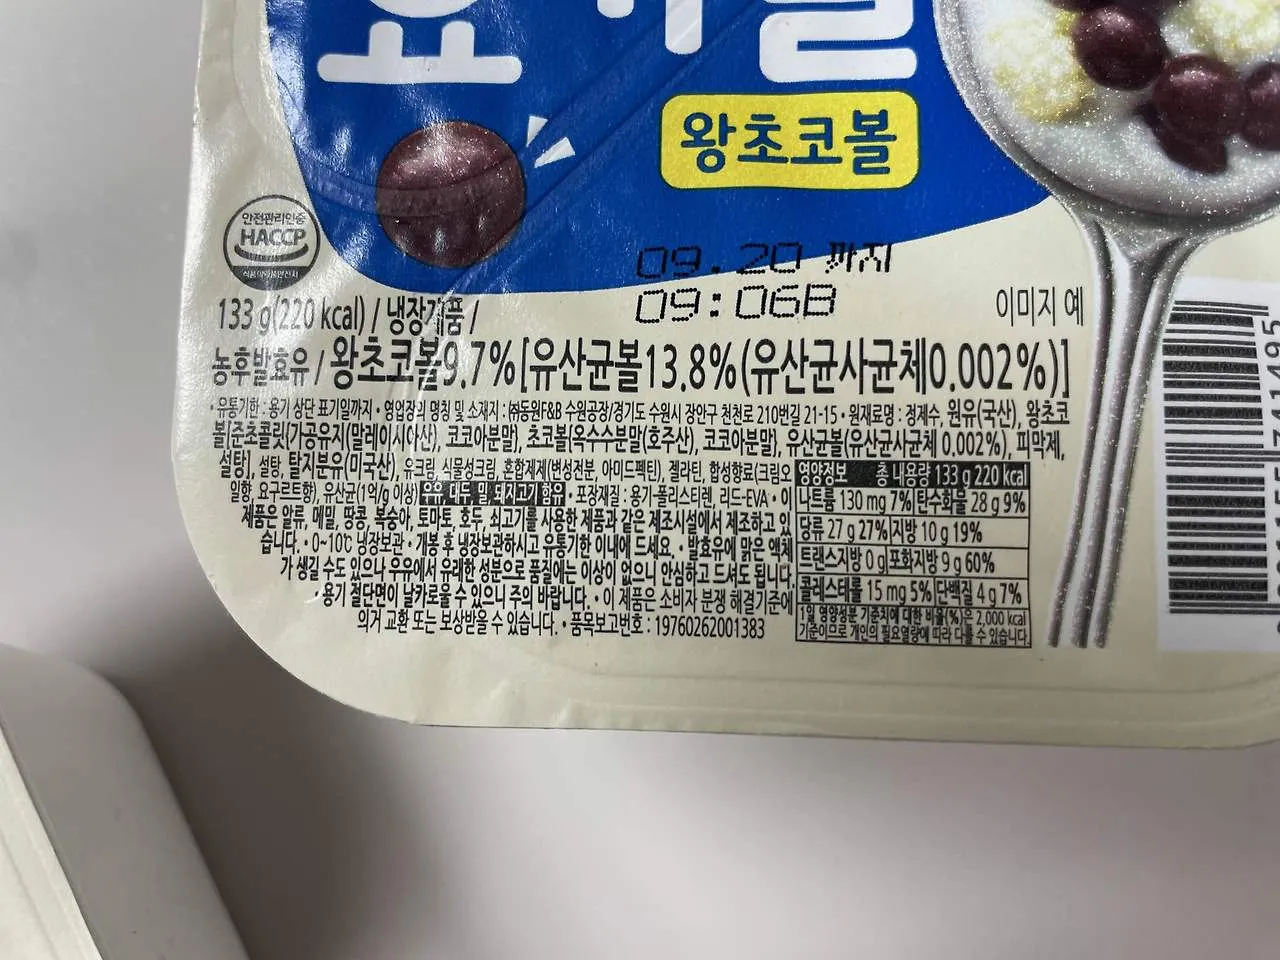 왕초코볼
안전관리인증
HACCP
09.20 까지
09:06B
133 g(220 kcal) / 냉장제품 /
이미지 예
농후발효유 / 왕초코볼9.7%[유산균볼13.8%(유산균사균체0.002%)]
• 유통기한 : 용기 상단 표기일까지 • 영업장의 명칭 및 소재지 : ㈜동원F&B 수원공장/경기도 수원시 장안구 천천로 210번길 21-15 • 원재료명 : 정제수, 원유(국산), 왕초코
볼[준초콜릿(가공유지(말레이시아산), 코코아분말), 초코볼(옥수수분말(호주산), 코코아분말), 유산균볼(유산균사균체 0.002%), 피막제,
설탕], 설탕, 탈지분유(미국산), 유크림, 식물성크림, 혼합제제(변성전분, 아미드펙틴), 젤라틴, 합성향료(크림오
일향, 요구르트향), 유산균(1억/g 이상) 우유, 대두, 밀, 돼지고기 함유 • 포장재질 : 용기-폴리스티렌, 리드-EVA • 이
제품은 알류, 메밀, 땅콩, 복숭아, 토마토, 호두, 쇠고기를 사용한 제품과 같은 제조시설에서 제조하고 있
습니다. • 0~10℃ 냉장보관 • 개봉 후 냉장보관하시고 유통기한 이내에 드세요. • 발효유에 맑은 액체
가 생길 수도 있으나 우유에서 유래한 성분으로 품질에는 이상이 없으니 안심하고 드셔도 됩니다.
• 용기 절단면이 날카로울 수 있으니 주의 바랍니다. • 이 제품은 소비자 분쟁 해결기준에
의거 교환 또는 보상받을 수 있습니다. • 품목보고번호 : 19760262001383
영양정보 총 내용량 133 g 220 kcal
나트륨 130 mg 7% 탄수화물 28 g 9%
당류 27 g 27% 지방 10 g 19%
트랜스지방 0 g 포화지방 9 g 60%
콜레스테롤 15 mg 5% 단백질 4 g 7%
1일 영양성분 기준치에 대한 비율(%)은 2,000 kcal
기준이므로 개인의 필요열량에 따라 다를 수 있습니다.